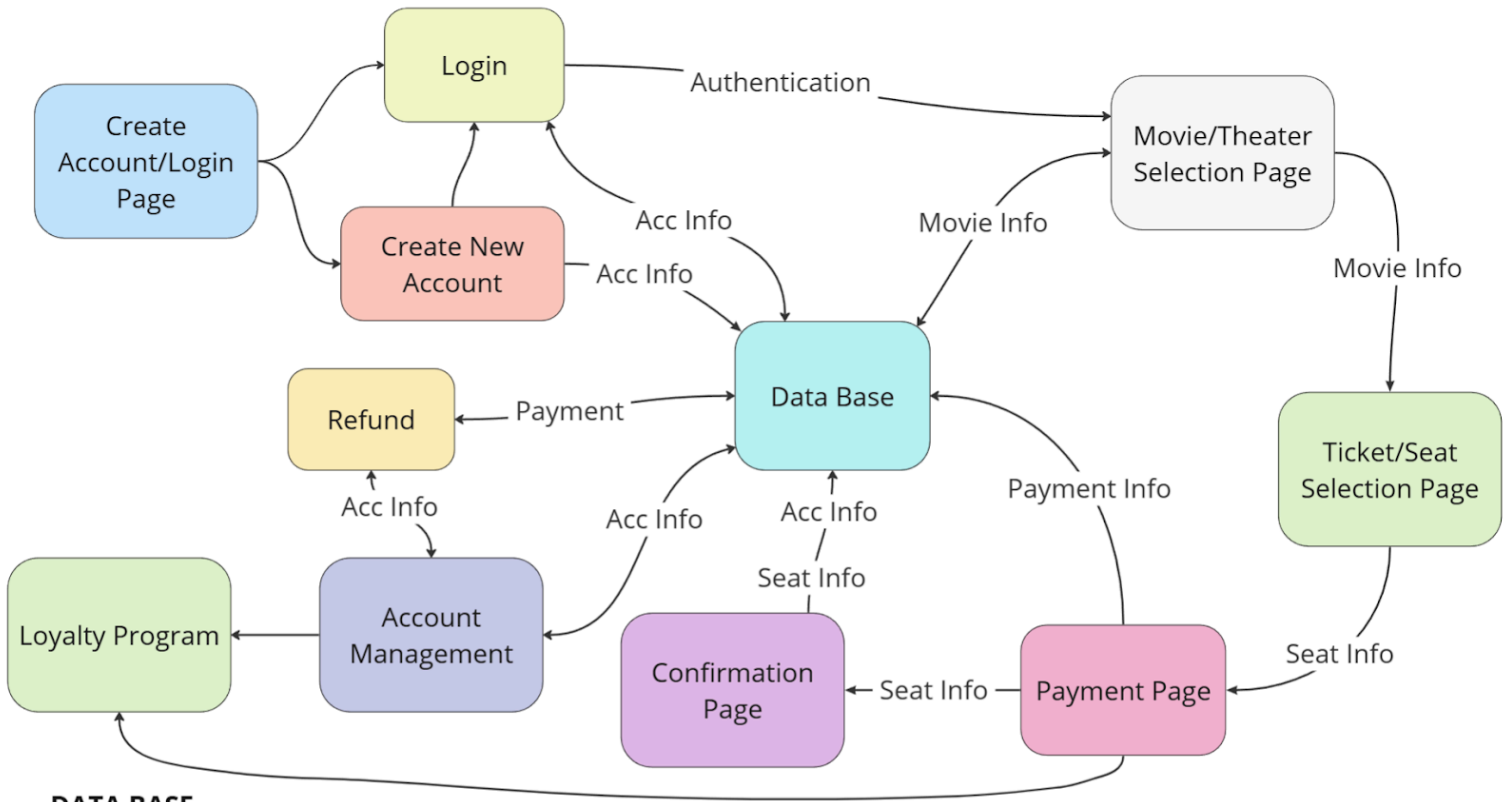 Login
Authentication
Create
Account/Login
Page
Movie/Theater
Selection Page
Create New
Account
Acc Info
Acc Info
Movie Info
Movie Info
Data Base
Refund
Payment
Ticket/Seat
Selection Page
Payment Info
Acc Info
Acc Info
Acc Info
Seat Info
Loyalty Program
Account
Management
Confirmation
Page
Seat Info
Payment Page
Seat Info
DATA BASE